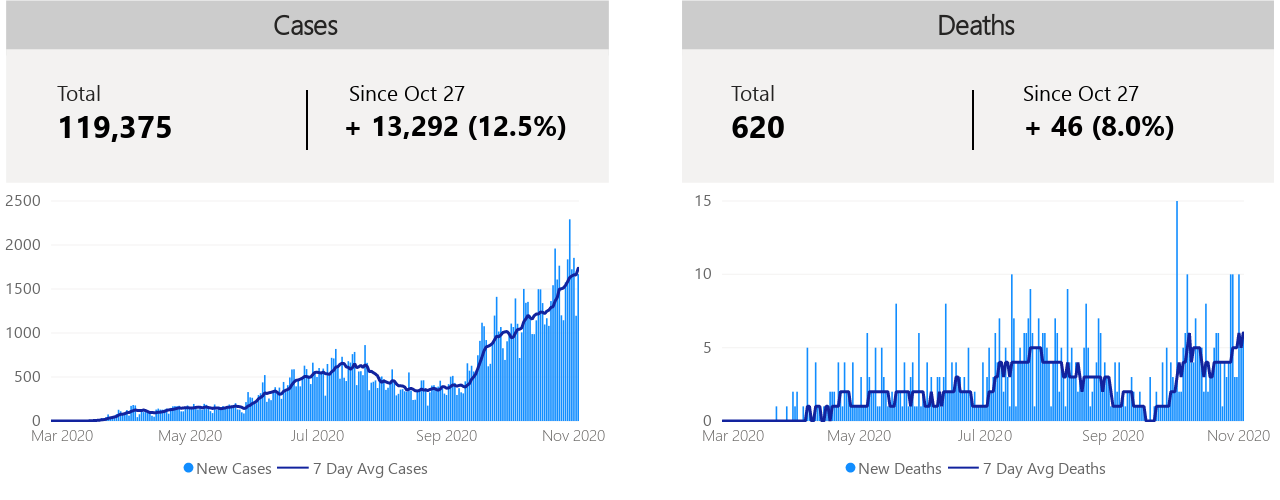 Cases
Total
119,375
Since Oct 27
+ 13,292 (12.5%)
2500
2000
1500
1000
500
0
Mar 2020 May 2020 Jul 2020 Sep 2020 Nov 2020
New Cases 7 Day Avg Cases
Deaths
Total
620
Since Oct 27
+ 46 (8.0%)
15
10
5
0
Mar 2020 May 2020 Jul 2020 Sep 2020 Nov 2020
New Deaths 7 Day Avg Deaths